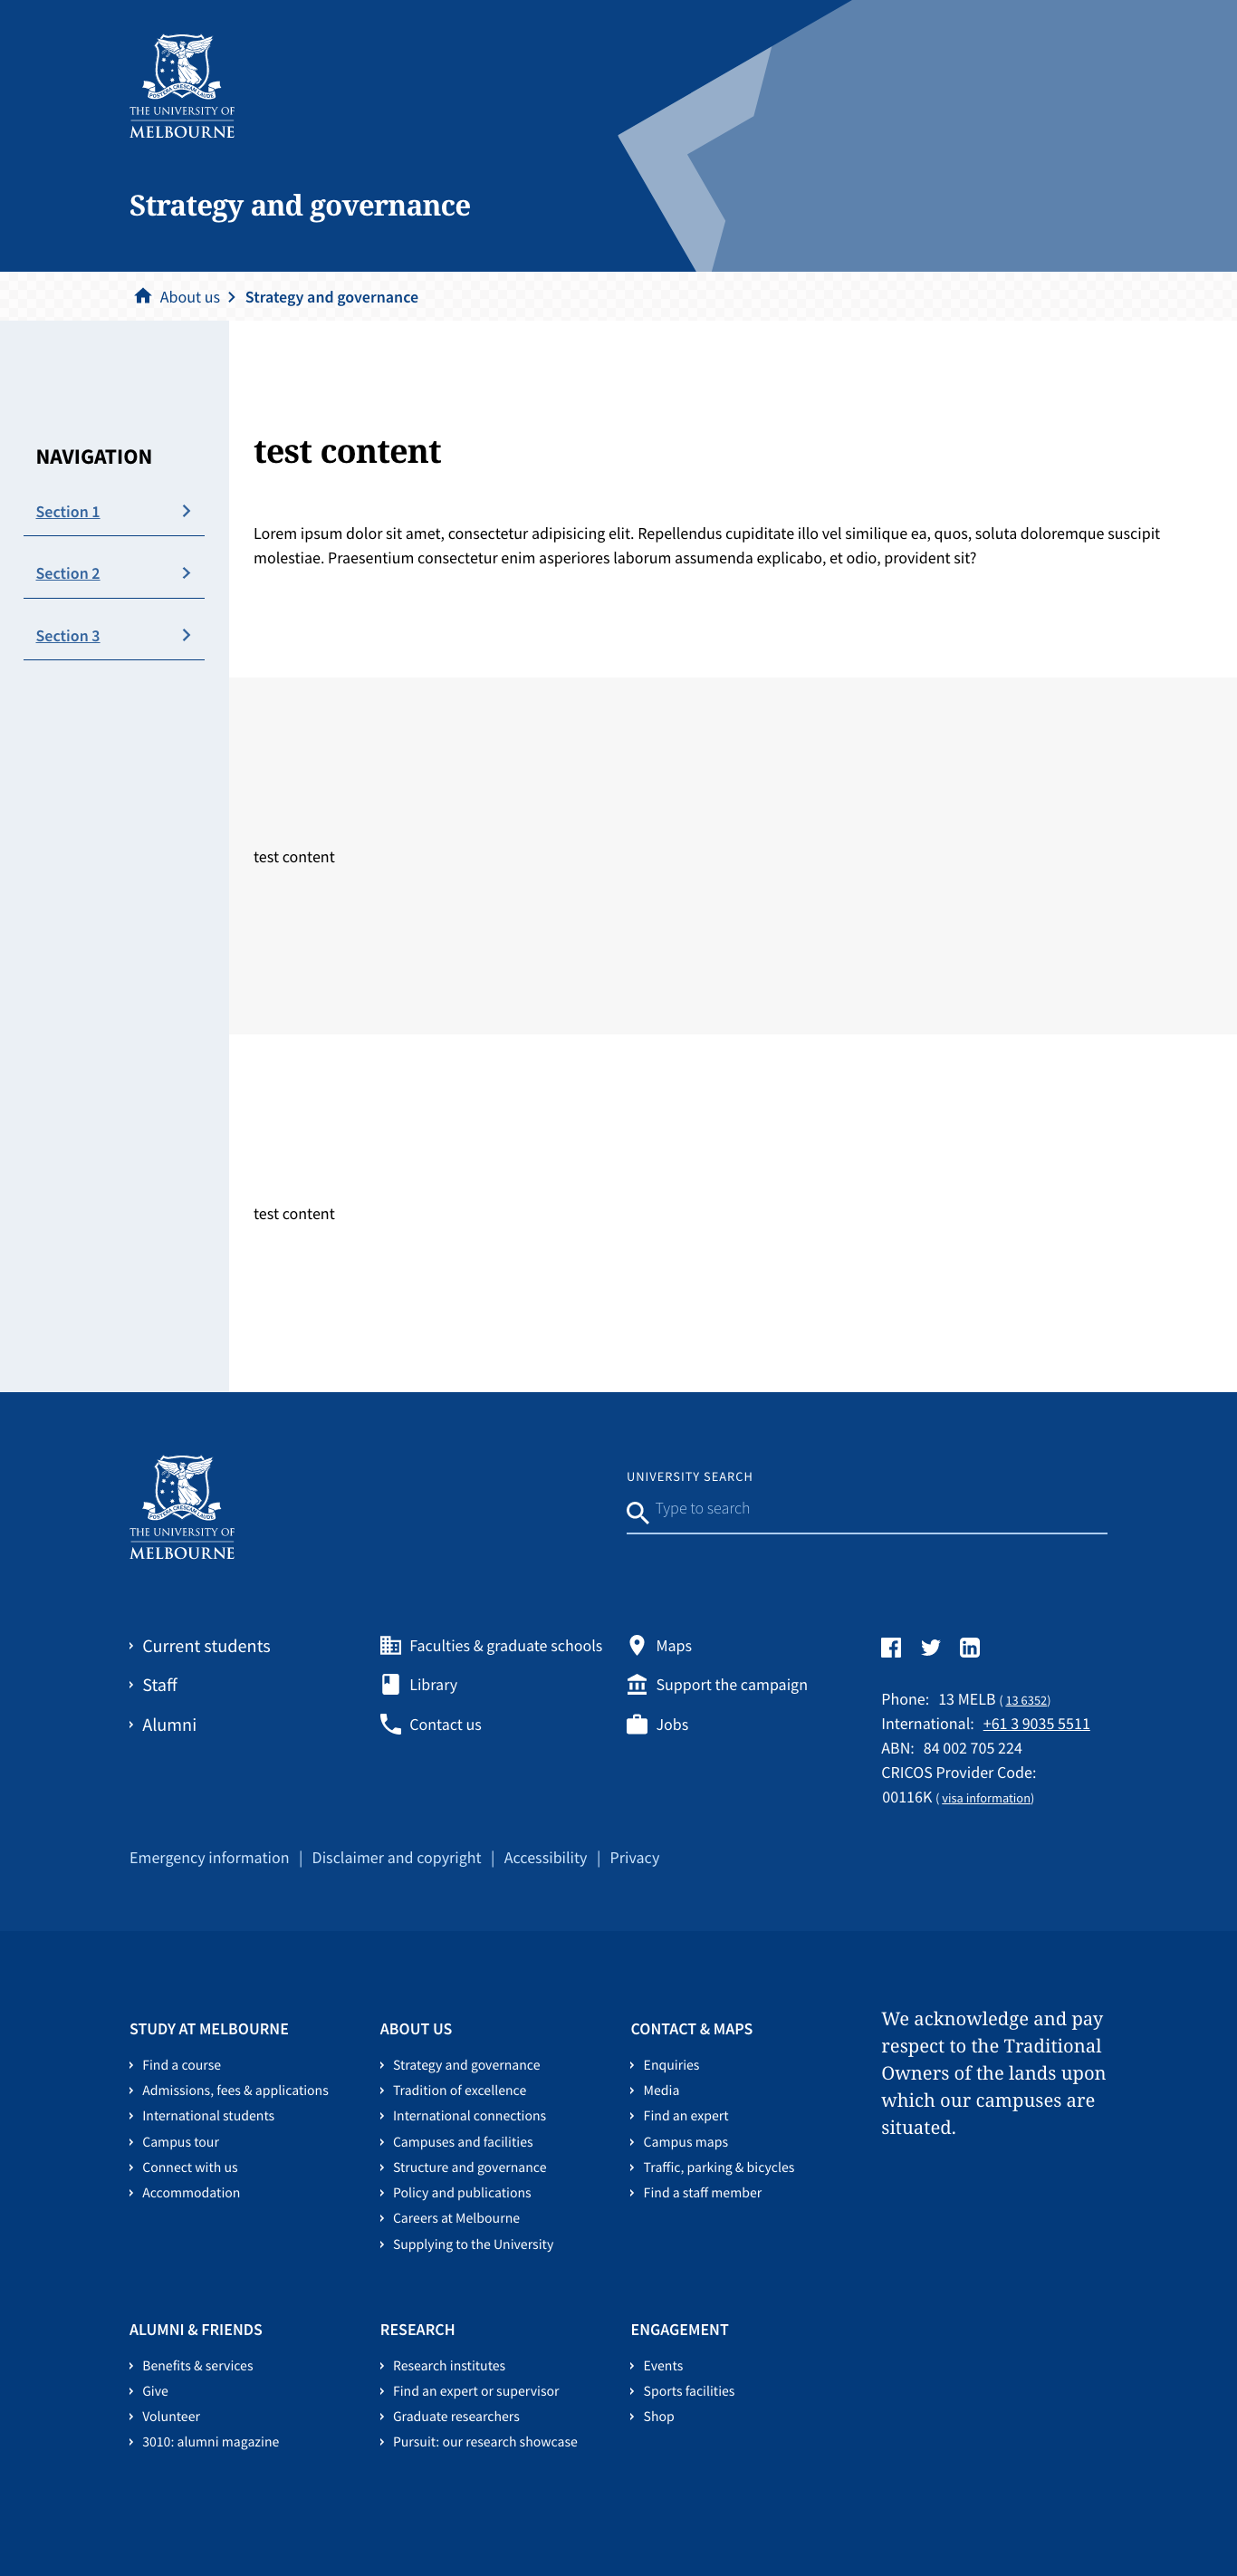 POSTERA CRESCAM LAUDE
THE UNIVERSITY OF
MELBOURNE
Strategy and governance
About us
Strategy and governance
NAVIGATION
Section 1
Section 2
Section 3
test content
Lorem ipsum dolor sit amet, consectetur adipisicing elit. Repellendus cupiditate illo vel similique ea, quos, soluta doloremque suscipit
molestiae. Praesentium consectetur enim asperiores laborum assumenda explicabo, et odio, provident sit?
test content
test content
POSTERA CRESCAM LAUDE
THE UNIVERSITY OF
MELBOURNE
UNIVERSITY SEARCH
Type to search
Current students
Staff
Alumni
Faculties & graduate schools
Library
Contact us
Maps
Support the campaign
Jobs
Phone: 13 MELB ( 13 6352)
International: +61 3 9035 5511
ABN: 84 002 705 224
CRICOS Provider Code:
00116K ( visa information)
Emergency information | Disclaimer and copyright | Accessibility | Privacy
STUDY AT MELBOURNE
Find a course
Admissions, fees & applications
International students
Campus tour
Connect with us
Accommodation
ABOUT US
Strategy and governance
Tradition of excellence
International connections
Campuses and facilities
Structure and governance
Policy and publications
Careers at Melbourne
Supplying to the University
CONTACT & MAPS
Enquiries
Media
Find an expert
Campus maps
Traffic, parking & bicycles
Find a staff member
We acknowledge and pay
respect to the Traditional
Owners of the lands upon
which our campuses are
situated.
ALUMNI & FRIENDS
Benefits & services
Give
Volunteer
3010: alumni magazine
RESEARCH
Research institutes
Find an expert or supervisor
Graduate researchers
Pursuit: our research showcase
ENGAGEMENT
Events
Sports facilities
Shop